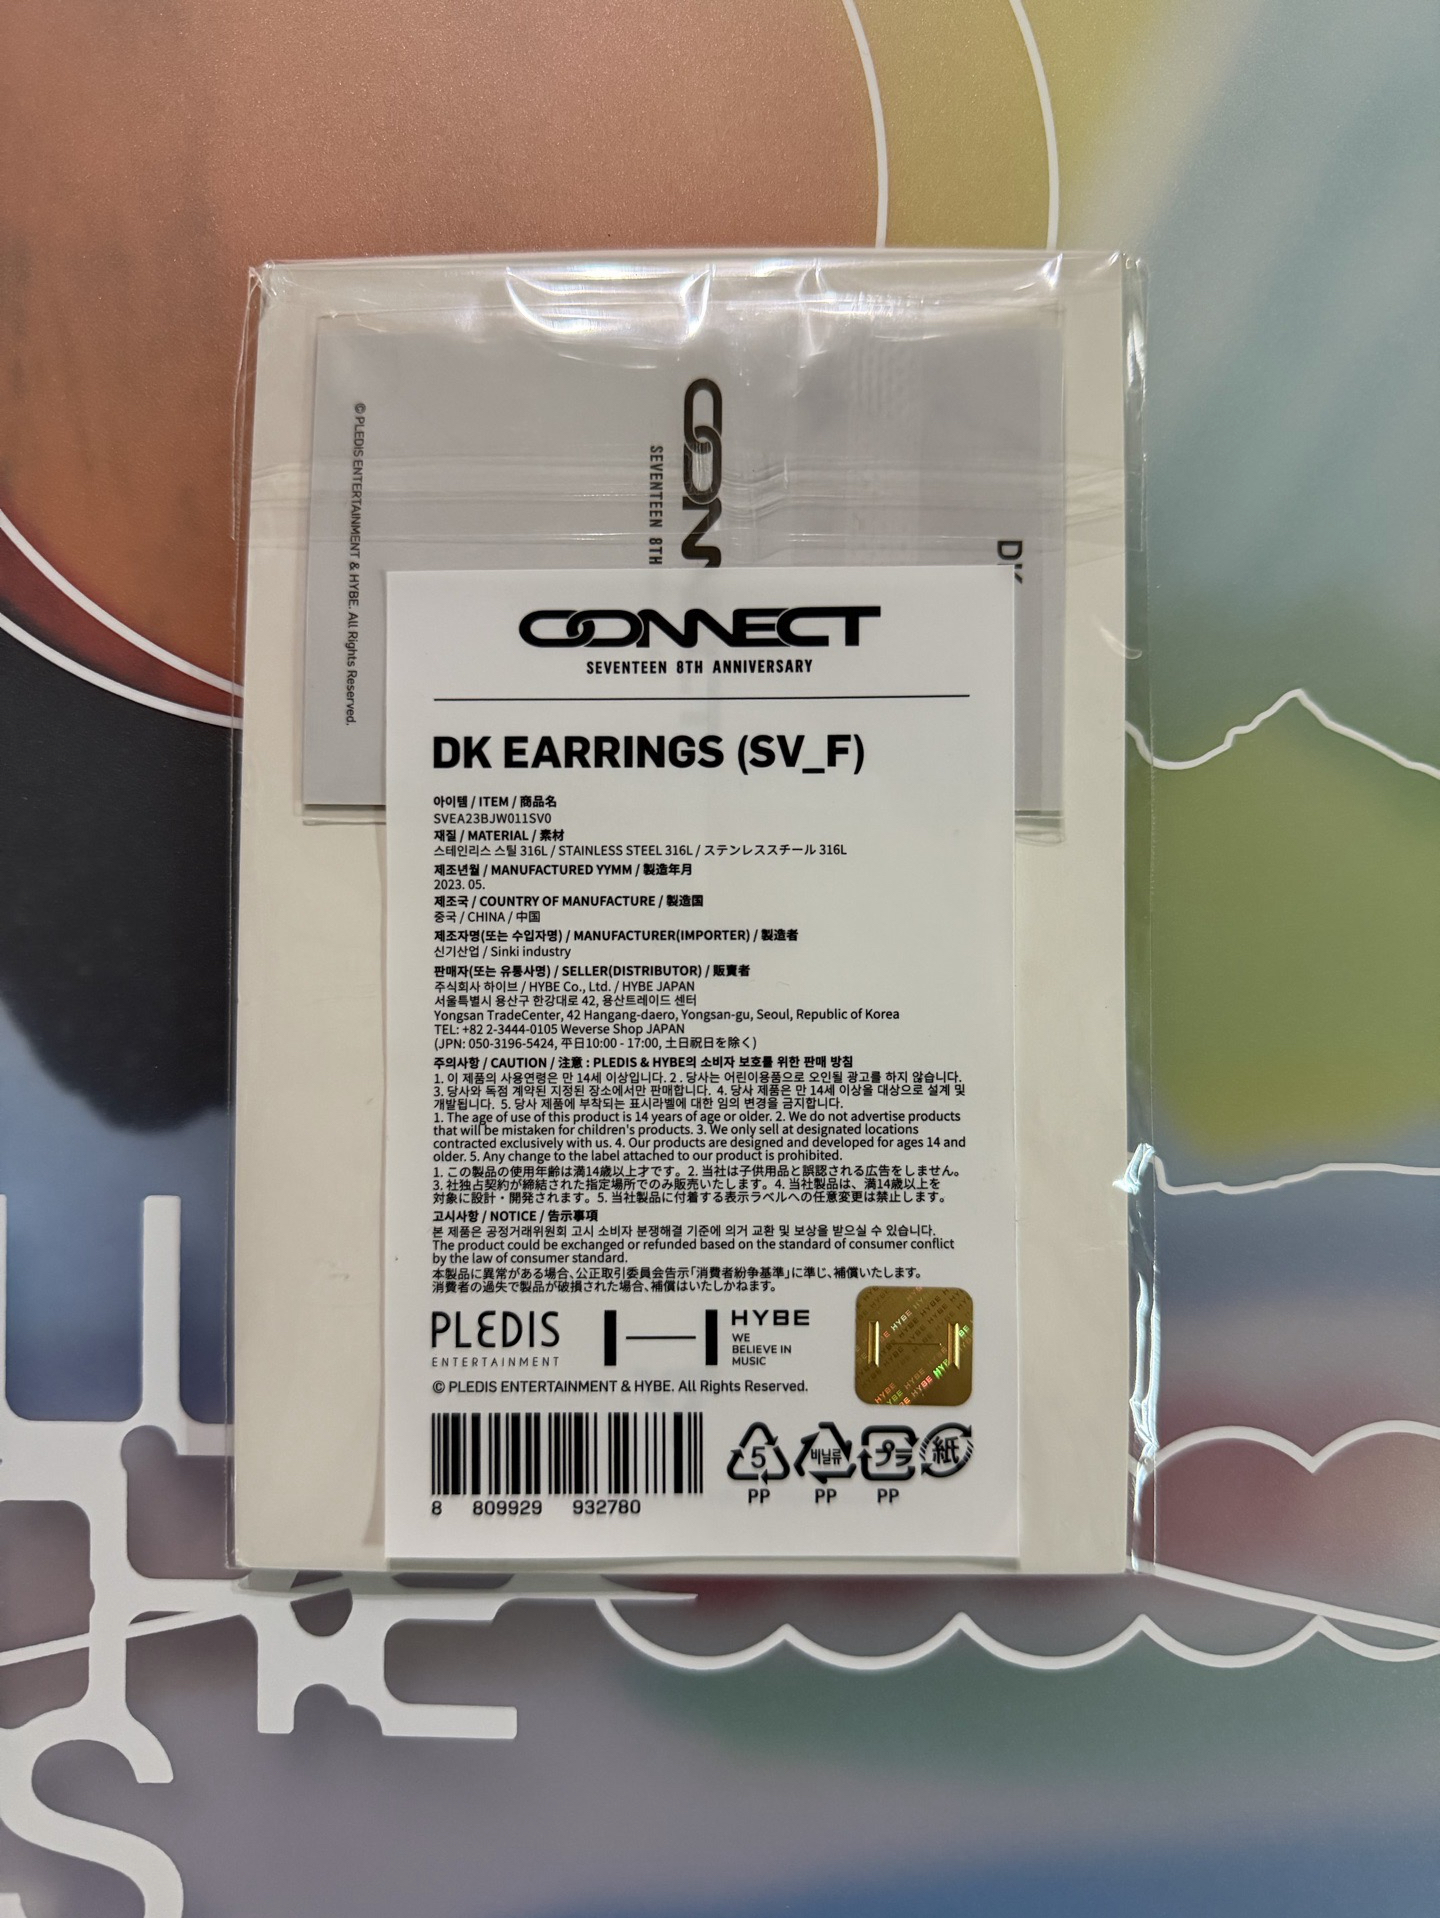 © PLEDIS ENTERTAINMENT & HYBE. All Rights Reserved.
SEVENTEEN 8TH
DK
CONNECT
SEVENTEEN 8TH ANNIVERSARY
DK EARRINGS (SV_F)
아이템 / ITEM / 商品名
SVEA23BJW011SV0
재질 / MATERIAL / 素材
스테인리스 스틸 316L / STAINLESS STEEL 316L / ステンレススチール 316L
제조년월 / MANUFACTURED YYMM / 製造年月
2023. 05.
제조국 / COUNTRY OF MANUFACTURE / 製造国
중국 / CHINA / 中国
제조자명(또는 수입자명) / MANUFACTURER(IMPORTER) / 製造者
신기산업 / Sinki industry
판매자(또는 유통사명) / SELLER(DISTRIBUTOR) / 販賣者
주식회사 하이브 / HYBE Co., Ltd. / HYBE JAPAN
서울특별시 용산구 한강대로 42, 용산트레이드 센터
Yongsan TradeCenter, 42 Hangang-daero, Yongsan-gu, Seoul, Republic of Korea
TEL: +82 2-3444-0105 Weverse Shop JAPAN
(JPN: 050-3196-5424, 平日10:00 - 17:00, 土日祝日を除く)
주의사항 / CAUTION / 注意 : PLEDIS & HYBE의 소비자 보호를 위한 판매 방침
1. 이 제품의 사용연령은 만 14세 이상입니다. 2 . 당사는 어린이용품으로 오인될 광고를 하지 않습니다.
3. 당사와 독점 계약된 지정된 장소에서만 판매합니다. 4. 당사 제품은 만 14세 이상을 대상으로 설계 및
개발됩니다. 5. 당사 제품에 부착되는 표시라벨에 대한 임의 변경을 금지합니다.
1. The age of use of this product is 14 years of age or older. 2. We do not advertise products
that will be mistaken for children's products. 3. We only sell at designated locations
contracted exclusively with us. 4. Our products are designed and developed for ages 14 and
older. 5. Any change to the label attached to our product is prohibited.
1. この製品の使用年齢は満14歳以上才です。2. 当社は子供用品と誤認される広告をしません。
3. 社独占契約が締結された指定場所でのみ販売いたします。4. 当社製品は、満14歳以上を
対象に設計・開発されます。5. 当社製品に付着する表示ラベルへの任意変更は禁止します。
고시사항 / NOTICE / 告示事項
본 제품은 공정거래위원회 고시 소비자 분쟁해결 기준에 의거 교환 및 보상을 받으실 수 있습니다.
The product could be exchanged or refunded based on the standard of consumer conflict
by the law of consumer standard.
本製品に異常がある場合、公正取引委員会告示「消費者紛争基準」に準じ、補償いたします。
消費者の過失で製品が破損された場合、補償はいたしかねます。
PLEDIS
ENTERTAINMENT
HYBE
WE
BELIEVE IN
MUSIC
© PLEDIS ENTERTAINMENT & HYBE. All Rights Reserved.
8 809929 932780
5 비닐류 プラ 紙
PP PP PP